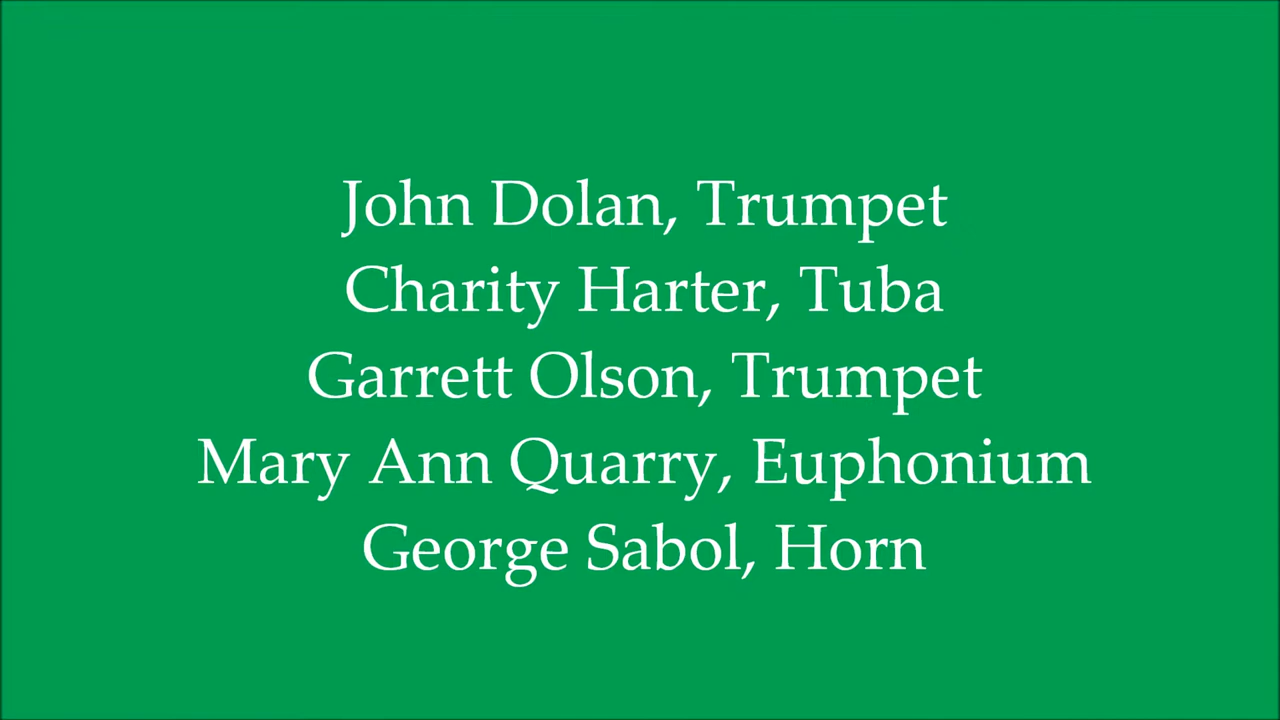 John Dolan, Trumpet
Charity Harter, Tuba
Garrett Olson, Trumpet
Mary Ann Quarry, Euphonium
George Sabol, Horn